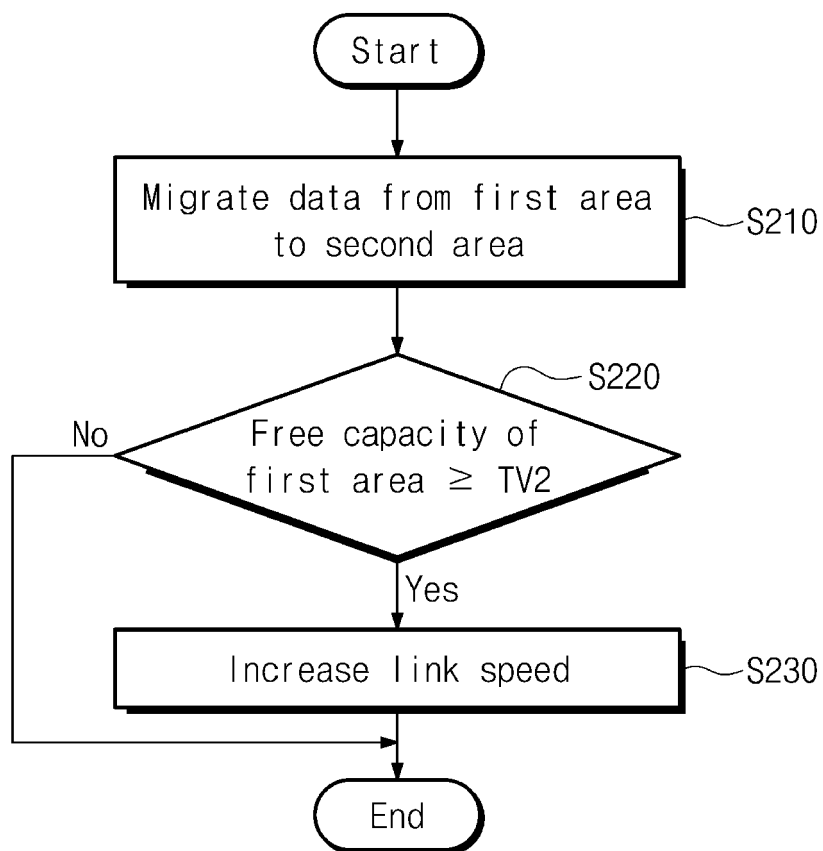 Start
Migrate data from first area
to second area
S210
S220
No
Free capacity of
first area ≥ TV2
Yes
Increase link speed
S230
End